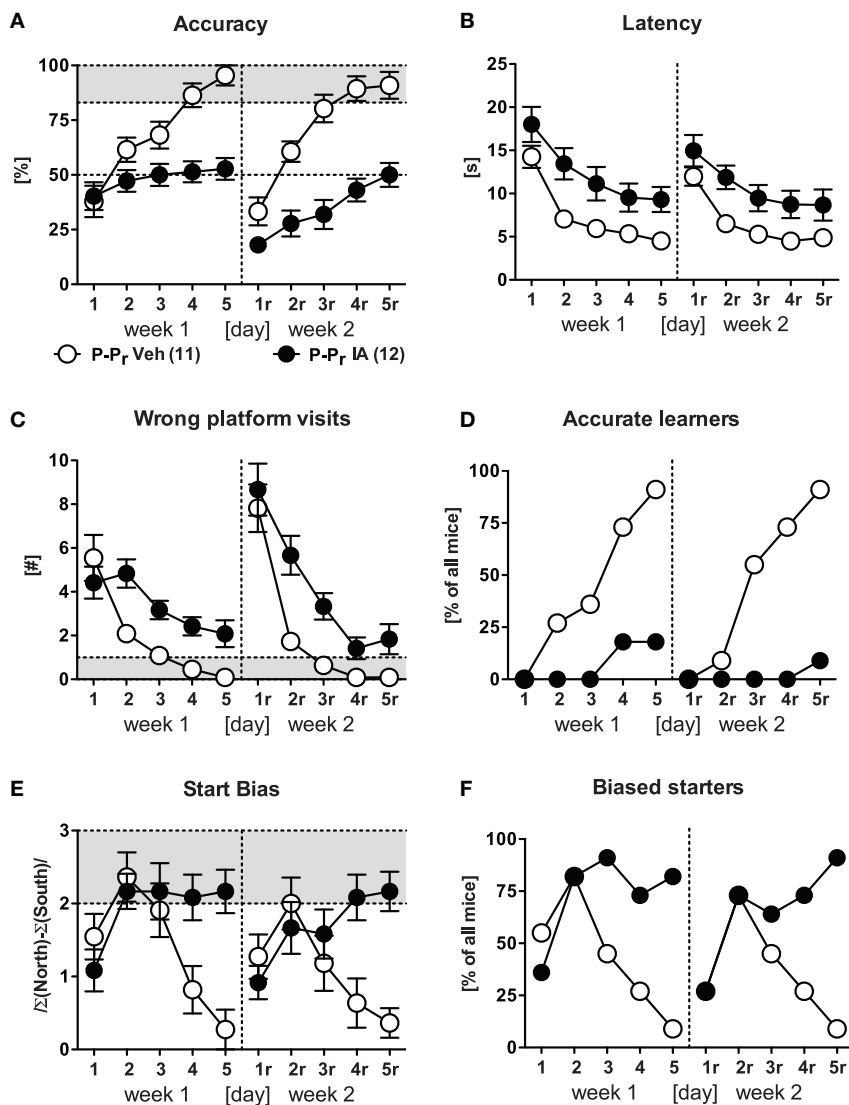 A
Accuracy
100
75
50
25
0
[%]
1 2 3 4 5 1r 2r 3r 4r 5r
week 1 [day] week 2
P-Pr Veh (11) P-Pr IA (12)
B
Latency
25
20
15
10
5
0
[s]
1 2 3 4 5 1r 2r 3r 4r 5r
week 1 [day] week 2
C
Wrong platform visits
10
8
6
4
2
0
[#]
1 2 3 4 5 1r 2r 3r 4r 5r
week 1 [day] week 2
D
Accurate learners
100
75
50
25
0
[% of all mice]
1 2 3 4 5 1r 2r 3r 4r 5r
week 1 [day] week 2
E
Start Bias
3
2
1
0
/Σ(North)-Σ(South)/
1 2 3 4 5 1r 2r 3r 4r 5r
week 1 [day] week 2
F
Biased starters
100
75
50
25
0
[% of all mice]
1 2 3 4 5 1r 2r 3r 4r 5r
week 1 [day] week 2